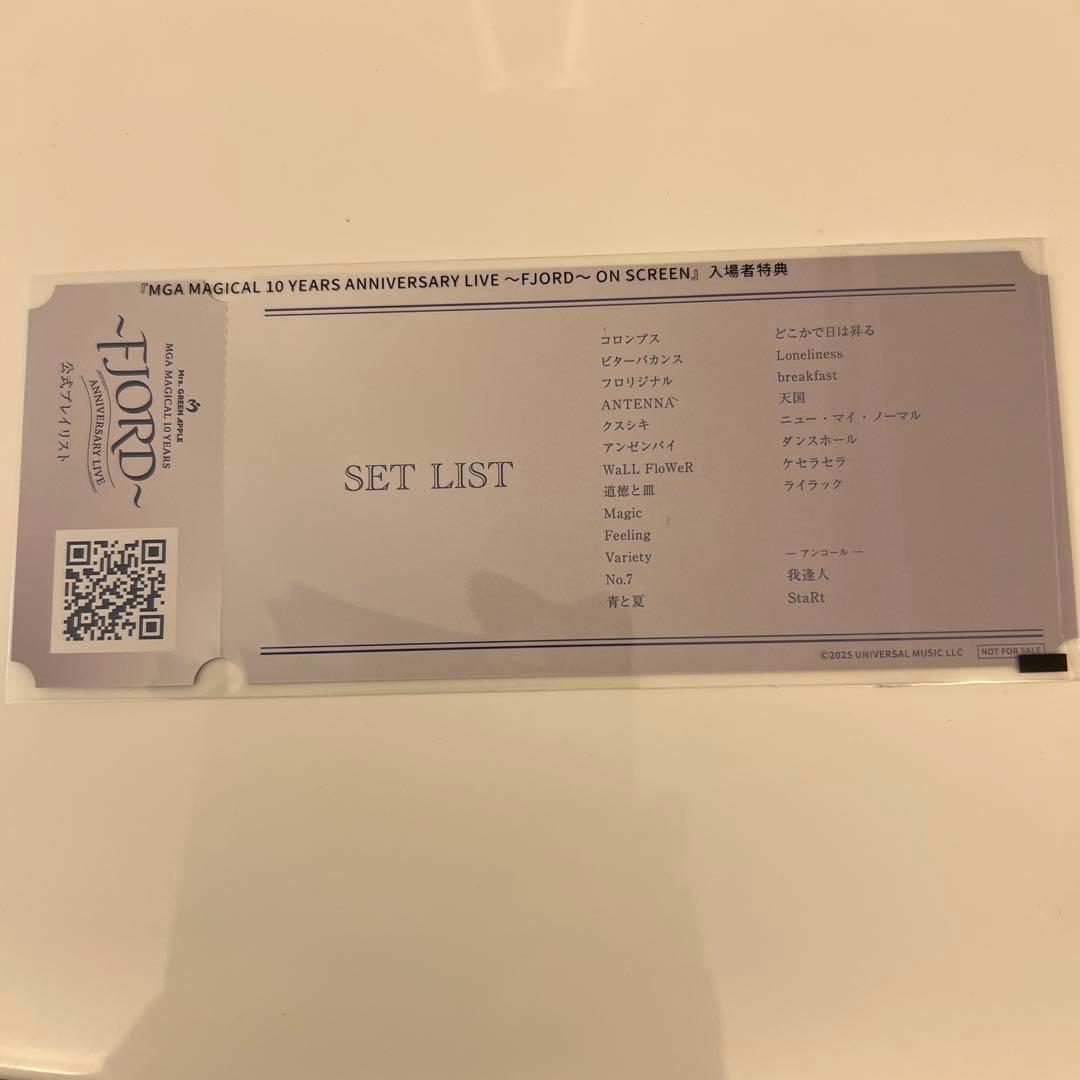 『MGA MAGICAL 10 YEARS ANNIVERSARY LIVE ～FJORD～ ON SCREEN』入場者特典
Mrs. GREEN APPLE
MGA MAGICAL 10 YEARS
～FJORD～
ANNIVERSARY LIVE
公式プレイリスト
SET LIST
コロンブス
ビターバカンス
フロリジナル
ANTENNA
クスシキ
アンゼンパイ
WaLL FloWeR
道徳と皿
Magic
Feeling
Variety
No.7
青と夏
どこかで日は昇る
Loneliness
breakfast
天国
ニュー・マイ・ノーマル
ダンスホール
ケセラセラ
ライラック
― アンコール ―
我逢人
StaRt
©2025 UNIVERSAL MUSIC LLC
NOT FOR SALE